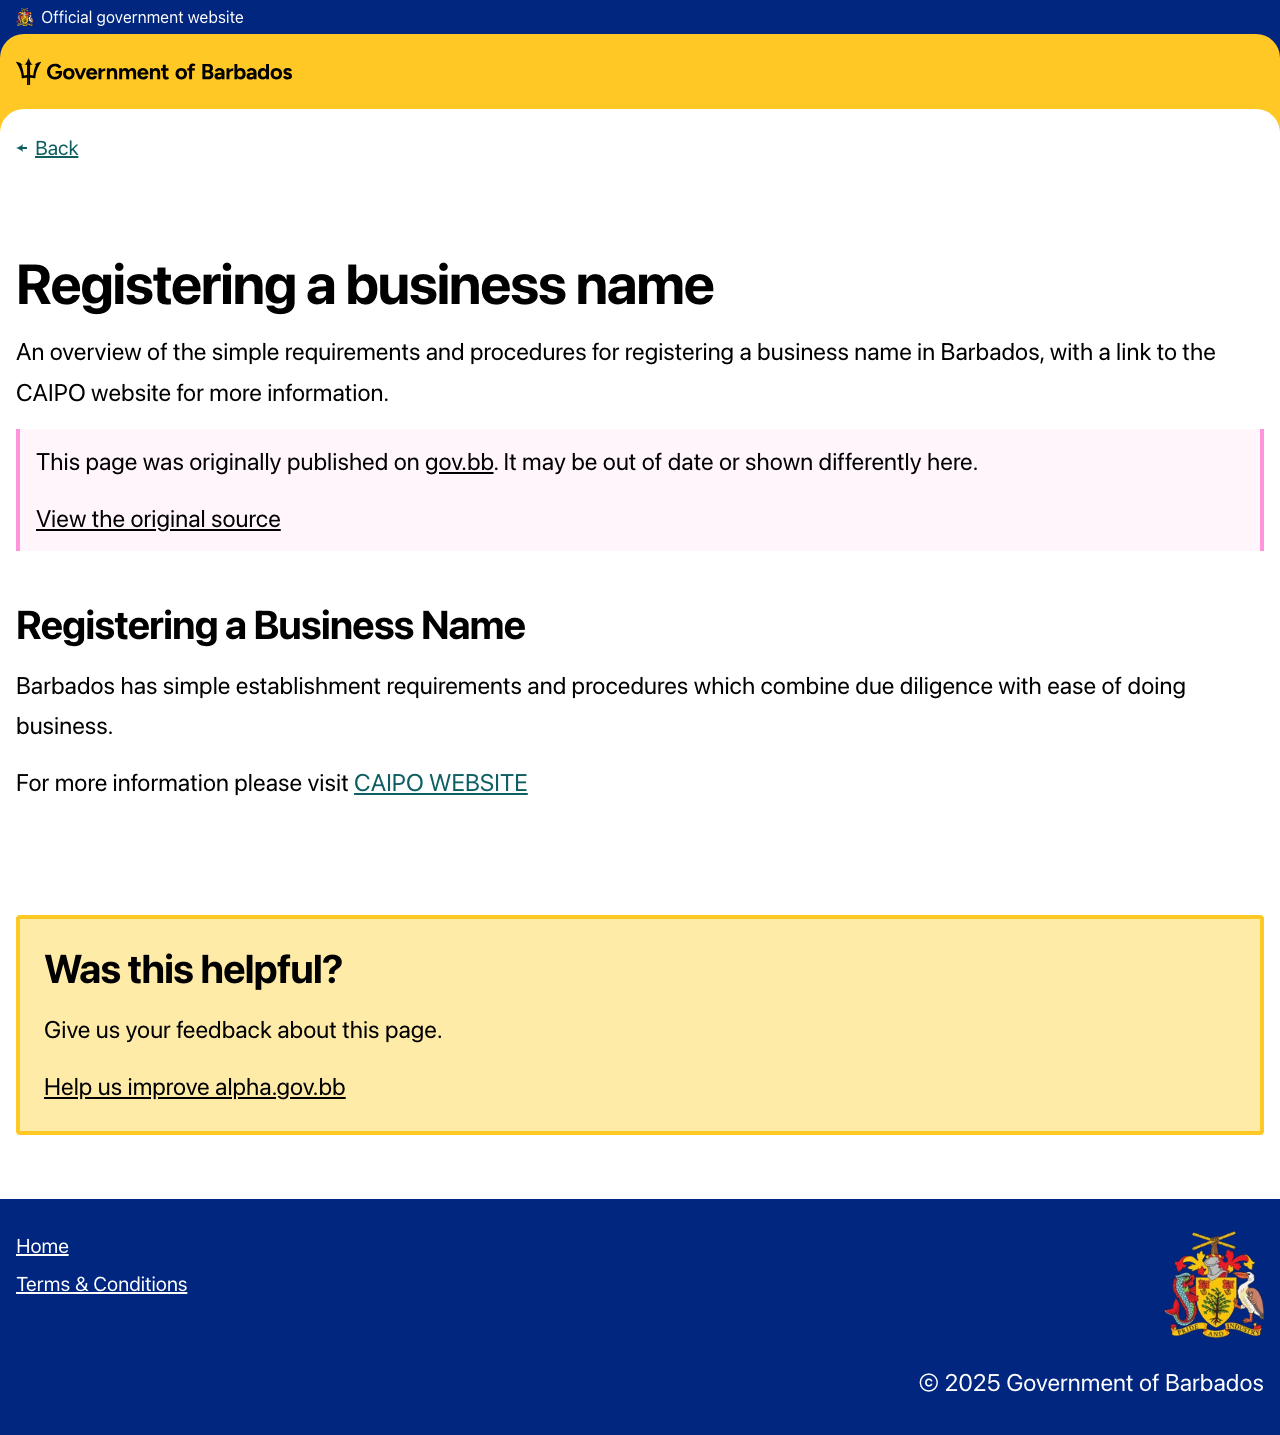 Official government website
Government of Barbados
Back
Registering a business name
An overview of the simple requirements and procedures for registering a business name in Barbados, with a link to the
CAIPO website for more information.
This page was originally published on gov.bb. It may be out of date or shown differently here.
View the original source
Registering a Business Name
Barbados has simple establishment requirements and procedures which combine due diligence with ease of doing
business.
For more information please visit CAIPO WEBSITE
Was this helpful?
Give us your feedback about this page.
Help us improve alpha.gov.bb
Home
Terms & Conditions
PRIDE AND INDUSTRY
© 2025 Government of Barbados